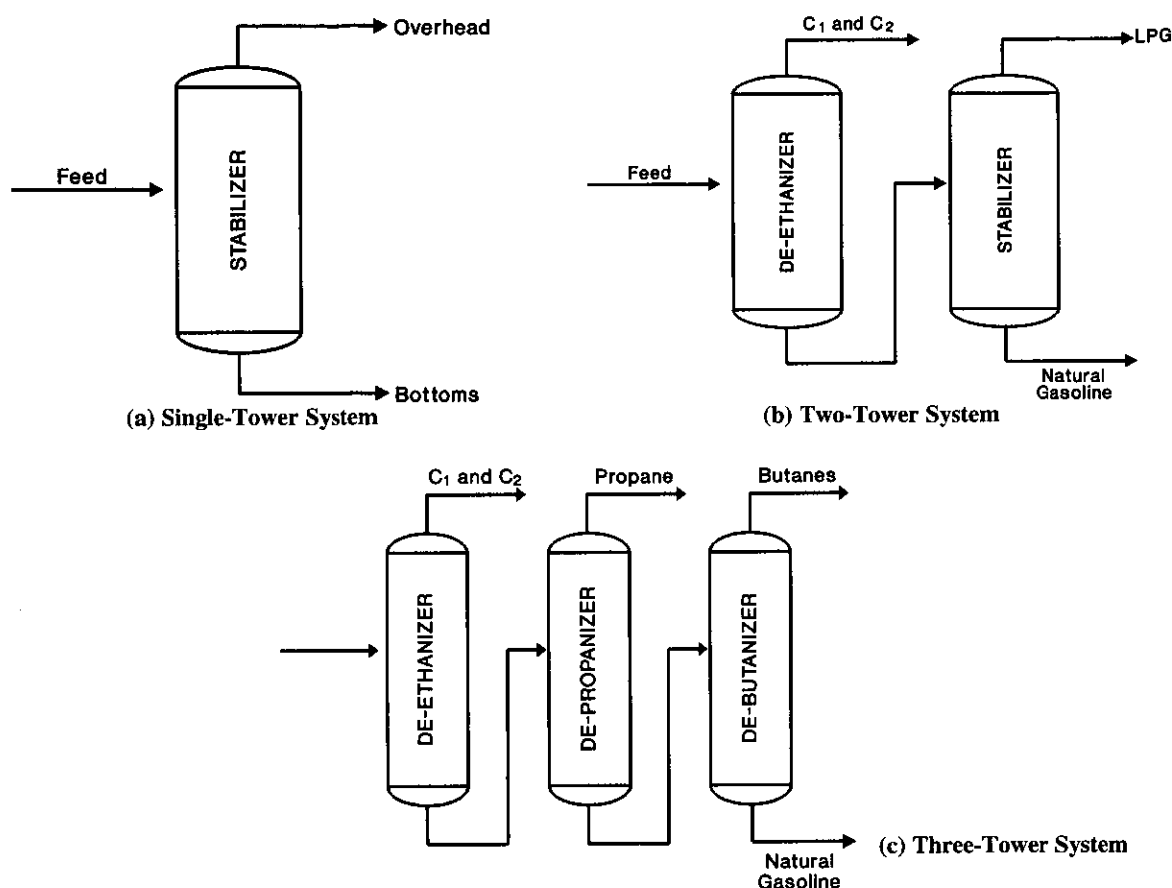 Overhead
Feed
STABILIZER
Bottoms
(a) Single-Tower System
C₁ and C₂
LPG
Feed
DE-ETHANIZER
STABILIZER
Natural
Gasoline
(b) Two-Tower System
C₁ and C₂
Propane
Butanes
DE-ETHANIZER
DE-PROPANIZER
DE-BUTANIZER
Natural
Gasoline
(c) Three-Tower System